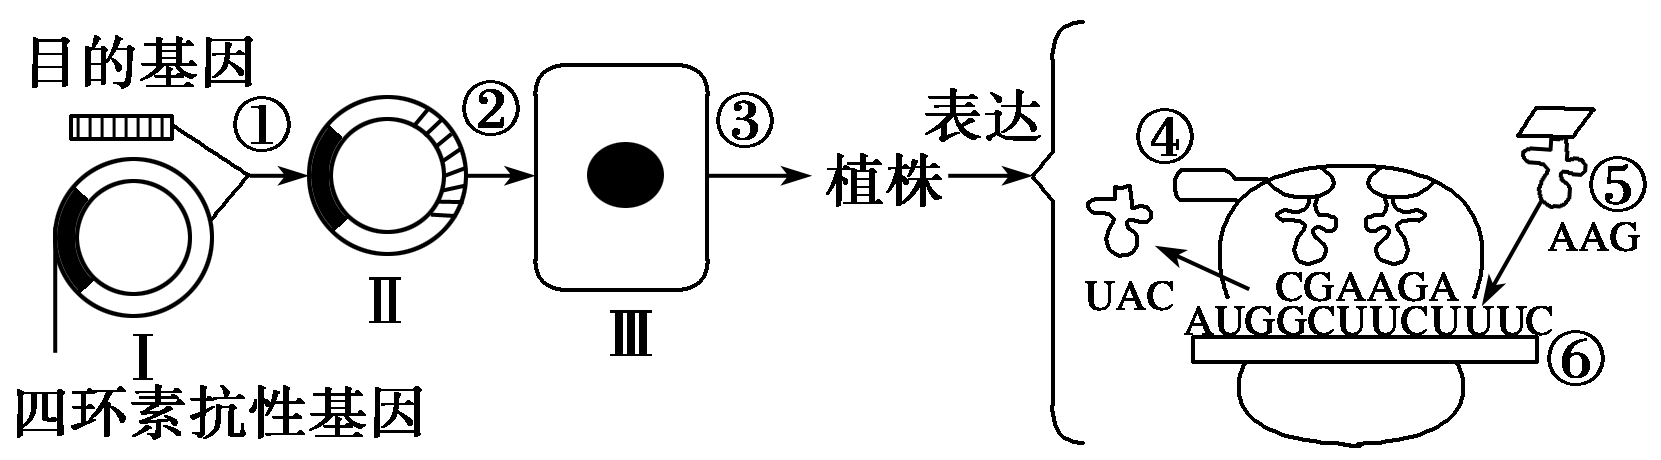 目的基因
①
②
③
表达
植株
④
⑤
AAG
UAC
CGAAGA
AUGGCUUCUUUC
⑥
Ⅰ
Ⅱ
Ⅲ
四环素抗性基因